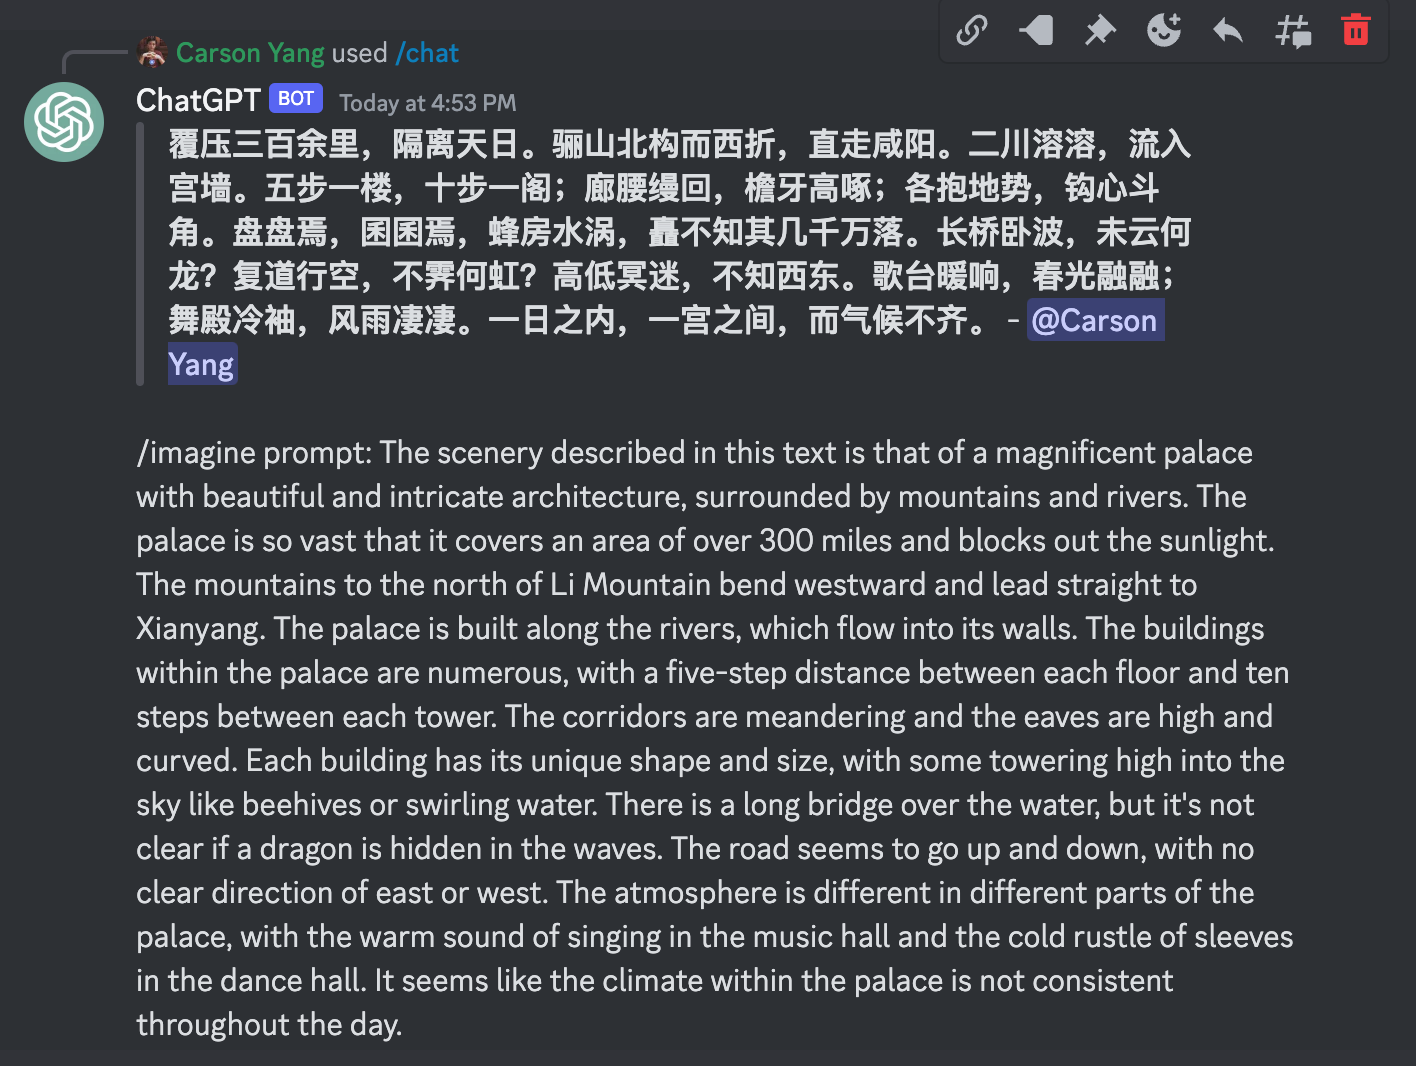 Carson Yang used /chat
ChatGPT BOT Today at 4:53 PM
覆压三百余里，隔离天日。骊山北构而西折，直走咸阳。二川溶溶，流入
宫墙。五步一楼，十步一阁；廊腰缦回，檐牙高啄；各抱地势，钩心斗
角。盘盘焉，囷囷焉，蜂房水涡，矗不知其几千万落。长桥卧波，未云何
龙？复道行空，不霁何虹？高低冥迷，不知西东。歌台暖响，春光融融；
舞殿冷袖，风雨凄凄。一日之内，一宫之间，而气候不齐。 - @Carson
Yang
/imagine prompt: The scenery described in this text is that of a magnificent palace
with beautiful and intricate architecture, surrounded by mountains and rivers. The
palace is so vast that it covers an area of over 300 miles and blocks out the sunlight.
The mountains to the north of Li Mountain bend westward and lead straight to
Xianyang. The palace is built along the rivers, which flow into its walls. The buildings
within the palace are numerous, with a five-step distance between each floor and ten
steps between each tower. The corridors are meandering and the eaves are high and
curved. Each building has its unique shape and size, with some towering high into the
sky like beehives or swirling water. There is a long bridge over the water, but it's not
clear if a dragon is hidden in the waves. The road seems to go up and down, with no
clear direction of east or west. The atmosphere is different in different parts of the
palace, with the warm sound of singing in the music hall and the cold rustle of sleeves
in the dance hall. It seems like the climate within the palace is not consistent
throughout the day.